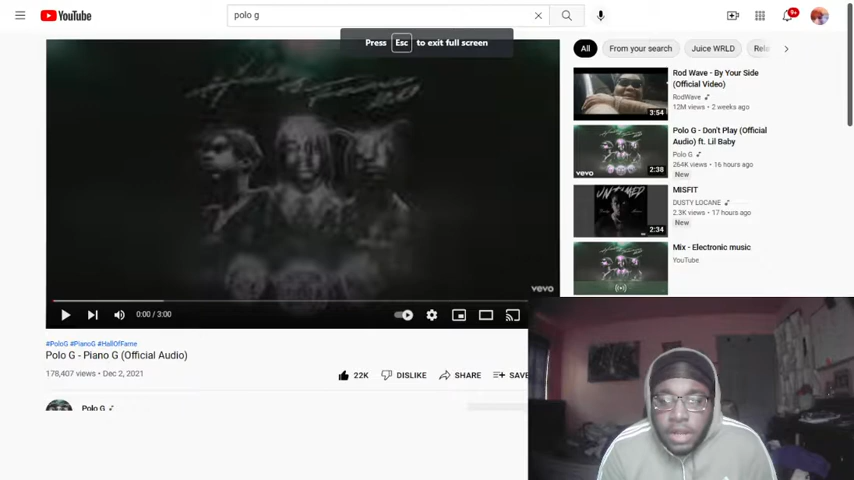 YouTube
polo g
9+
Press Esc to exit full screen
All
From your search
Juice WRLD
Rod Wave - By Your Side
(Official Video)
RodWave
12M views • 2 weeks ago
3:54
Polo G - Don't Play (Official
Audio) ft. Lil Baby
Polo G
264K views • 16 hours ago
New
vevo
2:38
MISFIT
DUSTY LOCANE
2.3K views • 17 hours ago
New
2:34
Mix - Electronic music
YouTube
vevo
0:00 / 3:00
#PoloG #PianoG #HallOfFame
Polo G - Piano G (Official Audio)
178,407 views • Dec 2, 2021
22K
DISLIKE
SHARE
SAVE
Polo G